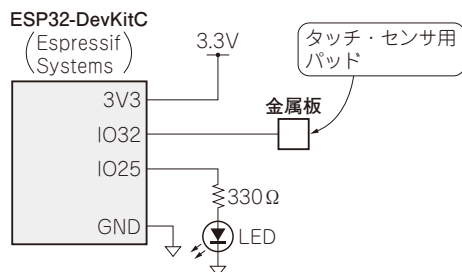 ESP32-DevKitC
(Espressif
Systems)
3.3V
タッチ・センサ用
パッド
3V3
金属板
IO32
IO25
330Ω
GND
LED